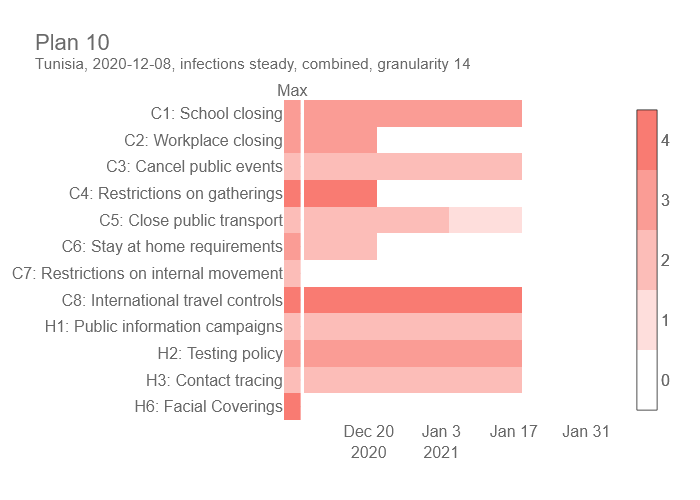 Plan 10
Tunisia, 2020-12-08, infections steady, combined, granularity 14
Max
C1: School closing
C2: Workplace closing
C3: Cancel public events
C4: Restrictions on gatherings
C5: Close public transport
C6: Stay at home requirements
C7: Restrictions on internal movement
C8: International travel controls
H1: Public information campaigns
H2: Testing policy
H3: Contact tracing
H6: Facial Coverings
Dec 20 Jan 3 Jan 17 Jan 31
2020 2021
4
3
2
1
0